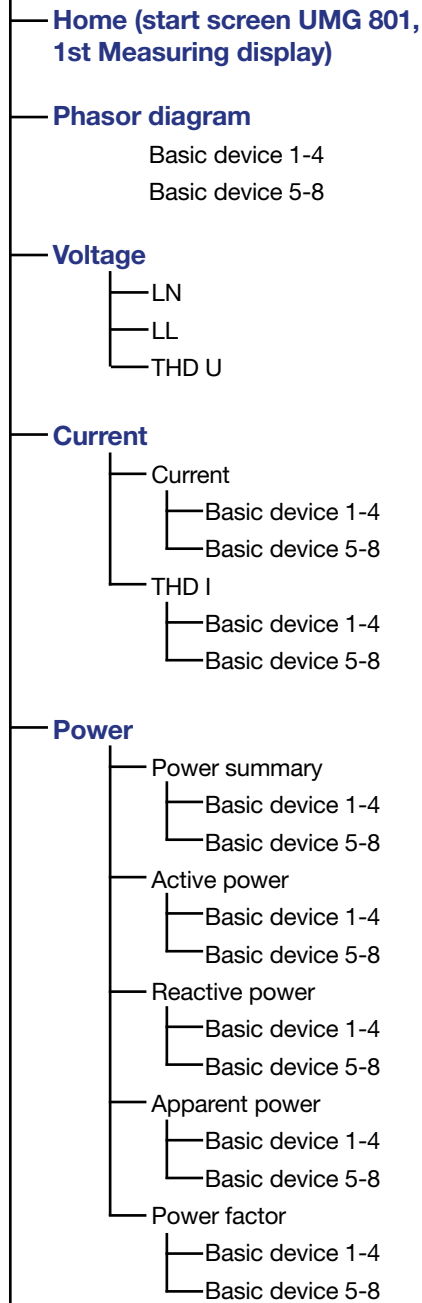 Home (start screen UMG 801,
1st Measuring display)
Phasor diagram
Basic device 1-4
Basic device 5-8
Voltage
LN
LL
THD U
Current
Current
Basic device 1-4
Basic device 5-8
THD I
Basic device 1-4
Basic device 5-8
Power
Power summary
Basic device 1-4
Basic device 5-8
Active power
Basic device 1-4
Basic device 5-8
Reactive power
Basic device 1-4
Basic device 5-8
Apparent power
Basic device 1-4
Basic device 5-8
Power factor
Basic device 1-4
Basic device 5-8